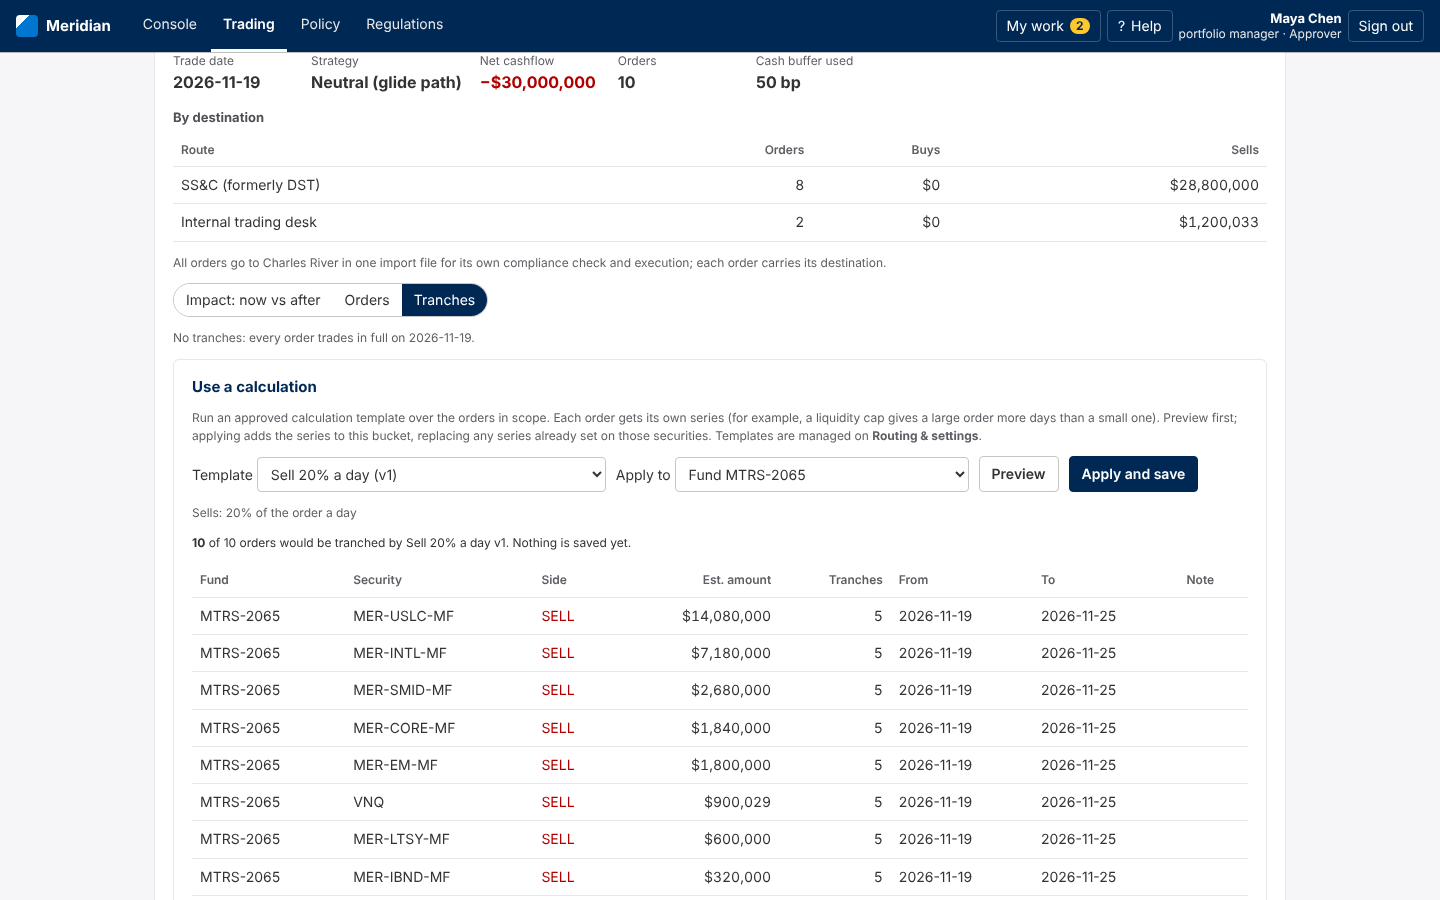 Meridian Console Trading Policy Regulations My work 2 ? Help Maya Chen portfolio manager · Approver Sign out
Trade date Strategy Net cashflow Orders Cash buffer used
2026-11-19 Neutral (glide path) −$30,000,000 10 50 bp
By destination
Route Orders Buys Sells
SS&C (formerly DST) 8 $0 $28,800,000
Internal trading desk 2 $0 $1,200,033
All orders go to Charles River in one import file for its own compliance check and execution; each order carries its destination.
Impact: now vs after Orders Tranches
No tranches: every order trades in full on 2026-11-19.
Use a calculation
Run an approved calculation template over the orders in scope. Each order gets its own series (for example, a liquidity cap gives a large order more days than a small one). Preview first;
applying adds the series to this bucket, replacing any series already set on those securities. Templates are managed on Routing & settings.
Template Sell 20% a day (v1) Apply to Fund MTRS-2065 Preview Apply and save
Sells: 20% of the order a day
10 of 10 orders would be tranched by Sell 20% a day v1. Nothing is saved yet.
Fund Security Side Est. amount Tranches From To Note
MTRS-2065 MER-USLC-MF SELL $14,080,000 5 2026-11-19 2026-11-25
MTRS-2065 MER-INTL-MF SELL $7,180,000 5 2026-11-19 2026-11-25
MTRS-2065 MER-SMID-MF SELL $2,680,000 5 2026-11-19 2026-11-25
MTRS-2065 MER-CORE-MF SELL $1,840,000 5 2026-11-19 2026-11-25
MTRS-2065 MER-EM-MF SELL $1,800,000 5 2026-11-19 2026-11-25
MTRS-2065 VNQ SELL $900,029 5 2026-11-19 2026-11-25
MTRS-2065 MER-LTSY-MF SELL $600,000 5 2026-11-19 2026-11-25
MTRS-2065 MER-IBND-MF SELL $320,000 5 2026-11-19 2026-11-25